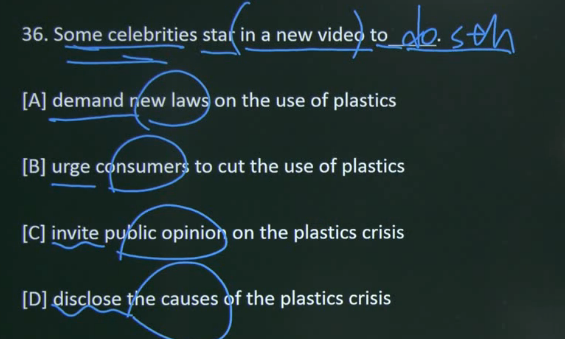 36. Some celebrities star in a new video to do sth.
[A] demand new laws on the use of plastics
[B] urge consumers to cut the use of plastics
[C] invite public opinion on the plastics crisis
[D] disclose the causes of the plastics crisis